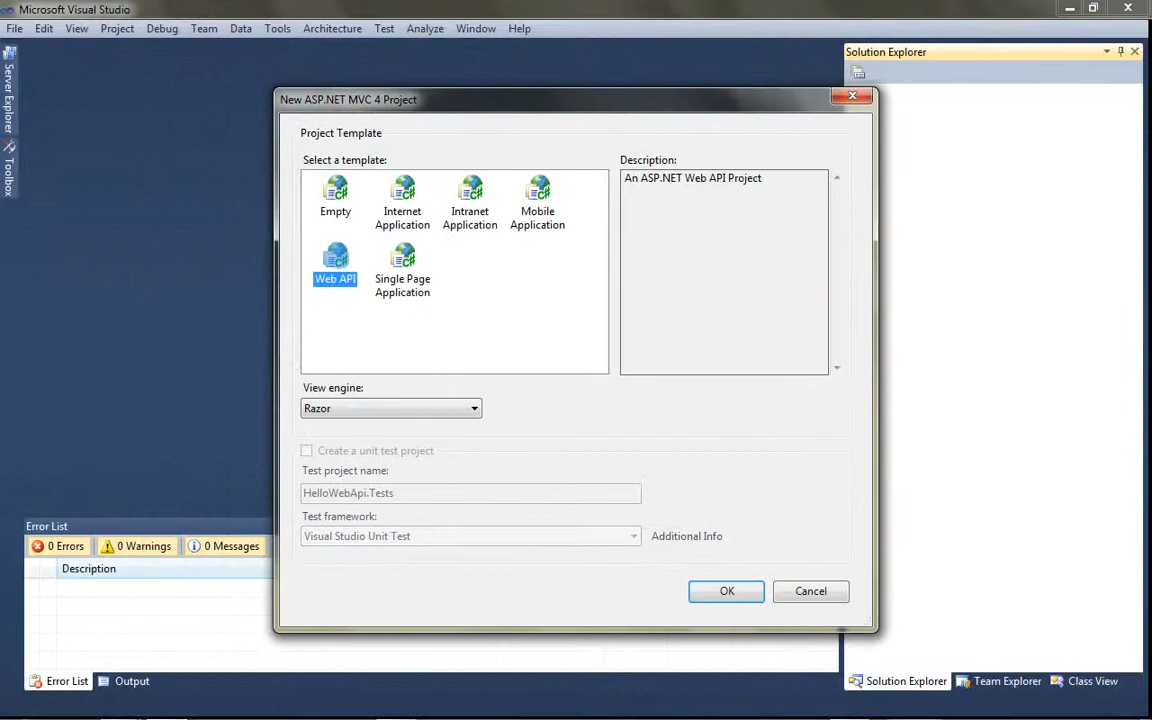 Microsoft Visual Studio
File Edit View Project Debug Team Data Tools Architecture Test Analyze Window Help
Server Explorer
Toolbox
Solution Explorer
New ASP.NET MVC 4 Project
Project Template
Select a template:
Description:
An ASP.NET Web API Project
Empty
Internet Application
Intranet Application
Mobile Application
Web API
Single Page Application
View engine:
Razor
Create a unit test project
Test project name:
HelloWebApi.Tests
Test framework:
Visual Studio Unit Test
Additional Info
OK Cancel
Error List
0 Errors 0 Warnings 0 Messages
Description
Error List Output
Solution Explorer Team Explorer Class View